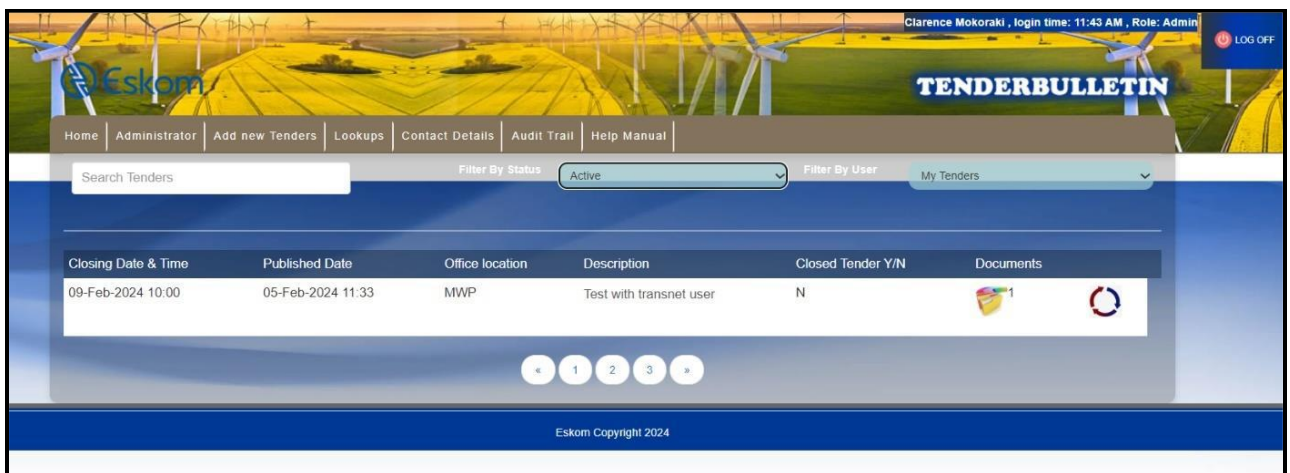 Clarence Mokoraki , login time: 11:43 AM , Role: Admin
LOG OFF
Eskom
TENDERBULLETIN
Home Administrator Add new Tenders Lookups Contact Details Audit Trail Help Manual
Search Tenders Filter By Status Active Filter By User My Tenders
Closing Date & Time Published Date Office location Description Closed Tender Y/N Documents
09-Feb-2024 10:00 05-Feb-2024 11:33 MWP Test with transnet user N 1
« 1 2 3 »
Eskom Copyright 2024